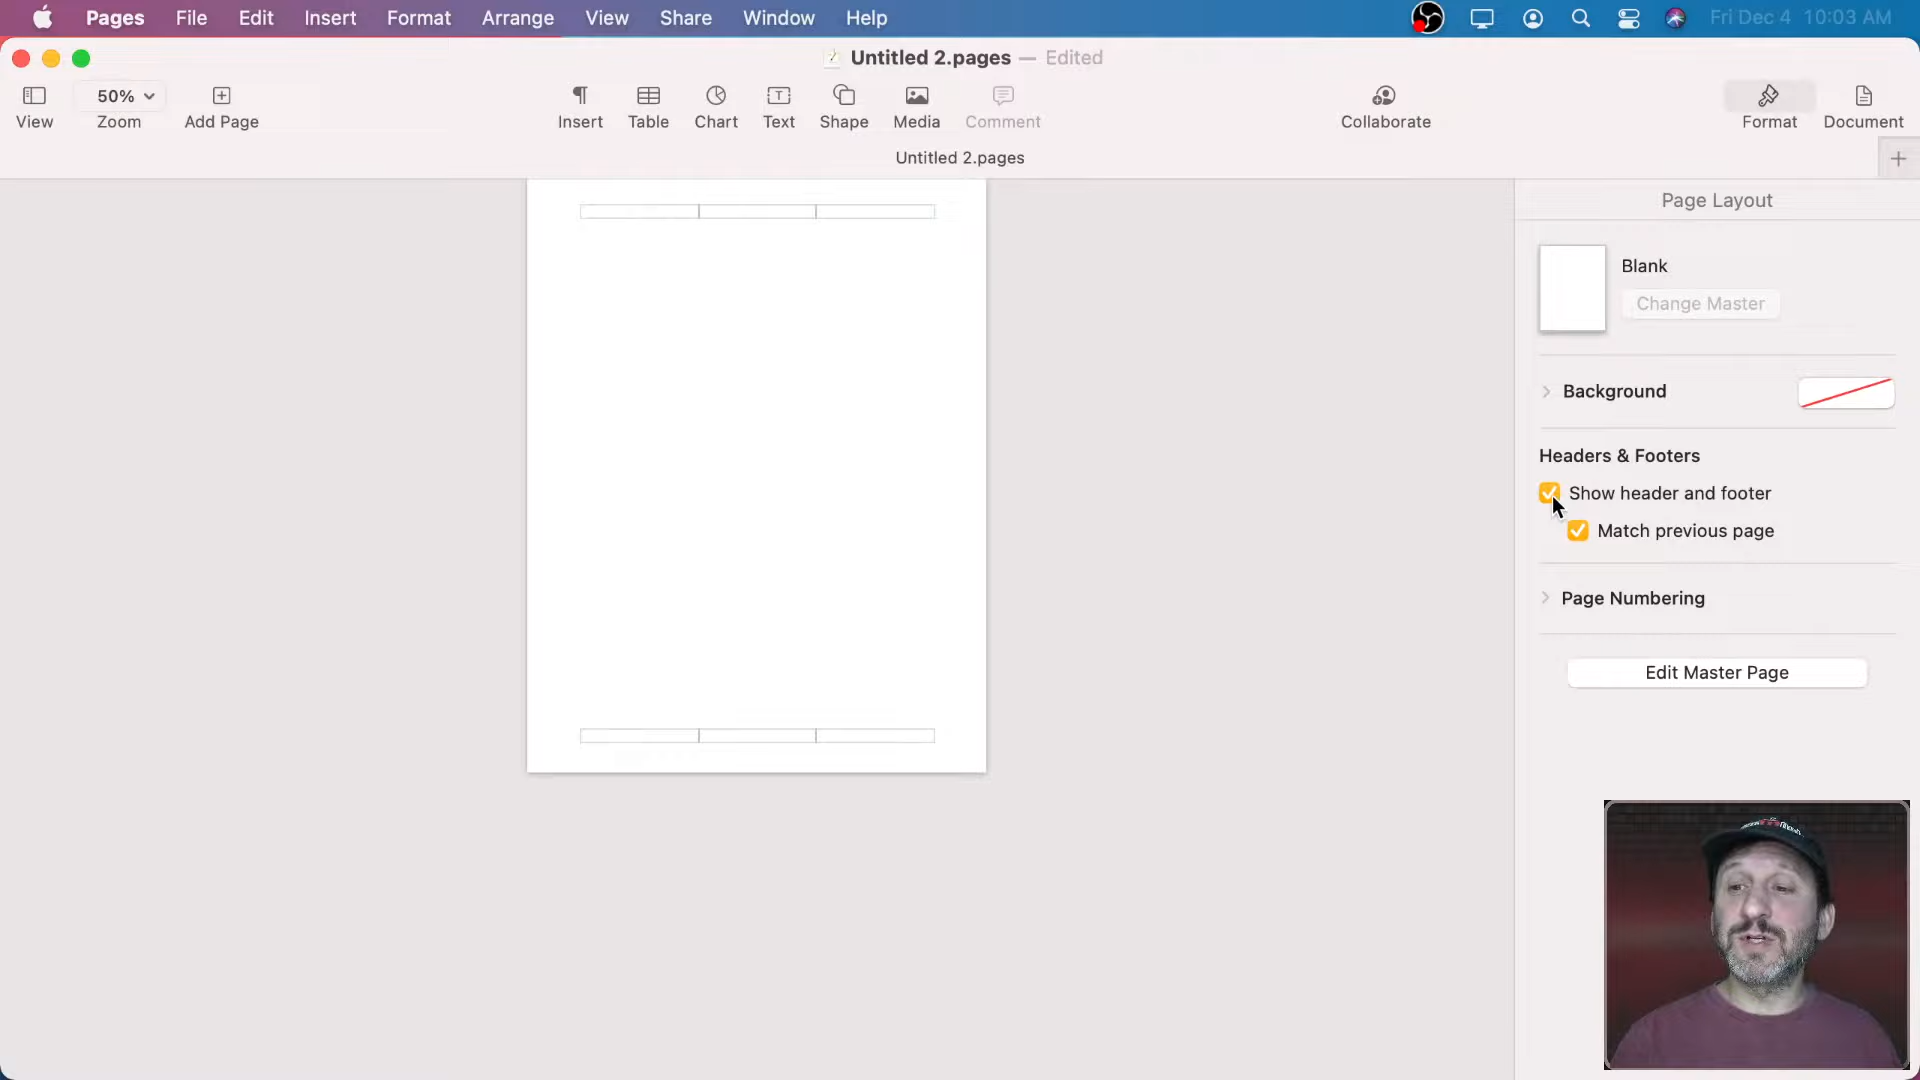 Pages File Edit Insert Format Arrange View Share Window Help Fri Dec 4 10:03 AM
Untitled 2.pages — Edited
50%
View Zoom Add Page Insert Table Chart Text Shape Media Comment Collaborate Format Document
Untitled 2.pages
Page Layout
Blank
Change Master
Background
Headers & Footers
Show header and footer
Match previous page
Page Numbering
Edit Master Page